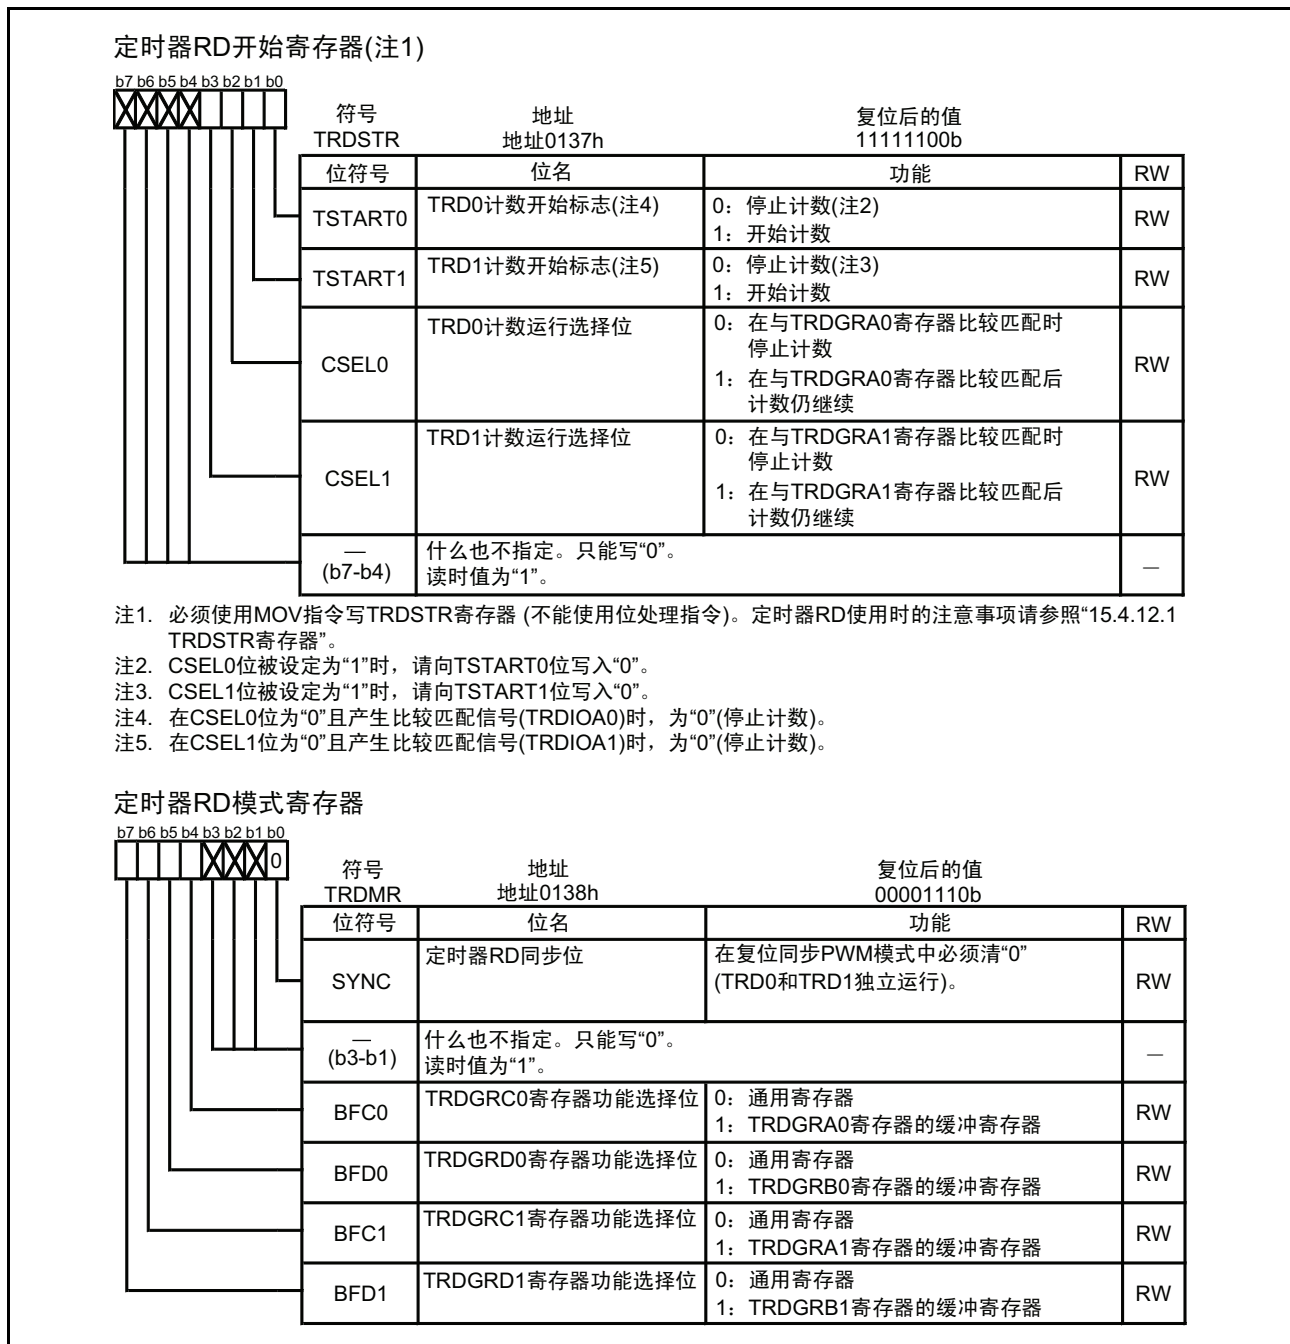 定时器RD开始寄存器(注1)
b7 b6 b5 b4 b3 b2 b1 b0
符号 地址 复位后的值
TRDSTR 地址0137h 11111100b
位符号 位名 功能 RW
TSTART0 TRD0计数开始标志(注4) 0：停止计数(注2) RW
1：开始计数
TSTART1 TRD1计数开始标志(注5) 0：停止计数(注3) RW
1：开始计数
CSEL0 TRD0计数运行选择位 0：在与TRDGRA0寄存器比较匹配时 RW
停止计数
1：在与TRDGRA0寄存器比较匹配后
计数仍继续
CSEL1 TRD1计数运行选择位 0：在与TRDGRA1寄存器比较匹配时 RW
停止计数
1：在与TRDGRA1寄存器比较匹配后
计数仍继续
— 什么也不指定。只能写“0”。
(b7-b4) 读时值为“1”。 —
注1. 必须使用MOV指令写TRDSTR寄存器 (不能使用位处理指令)。定时器RD使用时的注意事项请参照“15.4.12.1
TRDSTR寄存器”。
注2. CSEL0位被设定为“1”时，请向TSTART0位写入“0”。
注3. CSEL1位被设定为“1”时，请向TSTART1位写入“0”。
注4. 在CSEL0位为“0”且产生比较匹配信号(TRDIOA0)时，为“0”(停止计数)。
注5. 在CSEL1位为“0”且产生比较匹配信号(TRDIOA1)时，为“0”(停止计数)。
定时器RD模式寄存器
b7 b6 b5 b4 b3 b2 b1 b0
0
符号 地址 复位后的值
TRDMR 地址0138h 00001110b
位符号 位名 功能 RW
SYNC 定时器RD同步位 在复位同步PWM模式中必须清“0” RW
(TRD0和TRD1独立运行)。
— 什么也不指定。只能写“0”。
(b3-b1) 读时值为“1”。 —
BFC0 TRDGRC0寄存器功能选择位 0：通用寄存器 RW
1：TRDGRA0寄存器的缓冲寄存器
BFD0 TRDGRD0寄存器功能选择位 0：通用寄存器 RW
1：TRDGRB0寄存器的缓冲寄存器
BFC1 TRDGRC1寄存器功能选择位 0：通用寄存器 RW
1：TRDGRA1寄存器的缓冲寄存器
BFD1 TRDGRD1寄存器功能选择位 0：通用寄存器 RW
1：TRDGRB1寄存器的缓冲寄存器